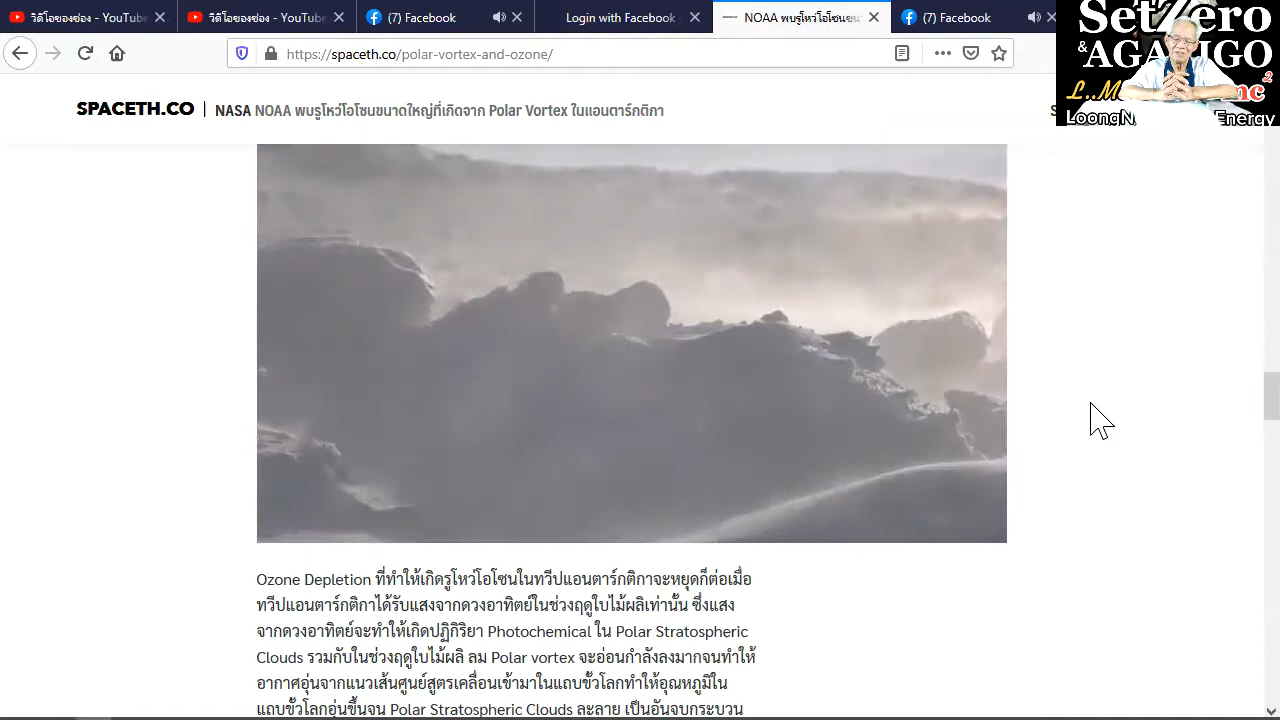 วิดีโอของช่อง - YouTube
วิดีโอของช่อง - YouTube
(7) Facebook
Login with Facebook
NOAA พบรูโหว่โอโซนขน
(7) Facebook
https://spaceth.co/polar-vortex-and-ozone/
SetZero
& AGA
GO
LoongN
Energy
SPACETH.CO | NASA NOAA พบรูโหว่โอโซนขนาดใหญ่ที่เกิดจาก Polar Vortex ในแอนตาร์กติกา
Ozone Depletion ที่ทำให้เกิดรูโหว่โอโซนในทวีปแอนตาร์กติกาจะหยุดก็ต่อเมื่อ
ทวีปแอนตาร์กติกาได้รับแสงจากดวงอาทิตย์ในช่วงฤดูใบไม้ผลิเท่านั้น ซึ่งแสง
จากดวงอาทิตย์จะทำให้เกิดปฏิกิริยา Photochemical ใน Polar Stratospheric
Clouds รวมกับในช่วงฤดูใบไม้ผลิ ลม Polar vortex จะอ่อนกำลังลงมากจนทำให้
อากาศอุ่นจากแนวเส้นศูนย์สูตรเคลื่อนเข้ามาในแถบขั้วโลกทำให้อุณหภูมิใน
แถบขั้วโลกอุ่นขึ้นจน Polar Stratospheric Clouds ละลาย เป็นอันจบกระบวน